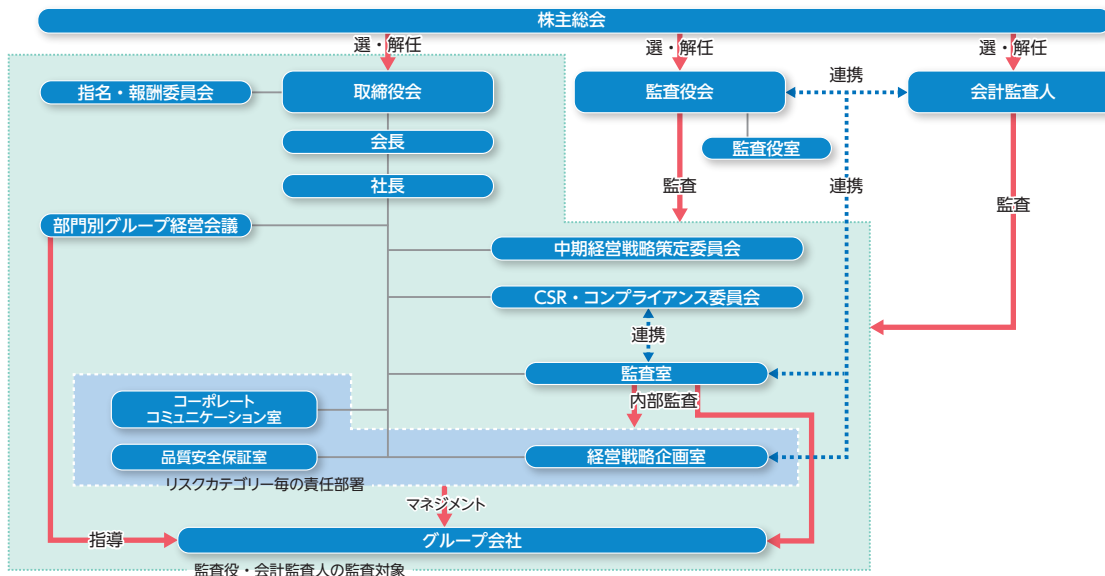 株主総会
選・解任
選・解任
選・解任
指名・報酬委員会
取締役会
監査役会
連携
会計監査人
会長
監査役室
社長
監査
連携
監査
部門別グループ経営会議
中期経営戦略策定委員会
CSR・コンプライアンス委員会
連携
監査室
コーポレート
コミュニケーション室
内部監査
品質安全保証室
経営戦略企画室
リスクカテゴリー毎の責任部署
マネジメント
指導
グループ会社
監査役・会計監査人の監査対象